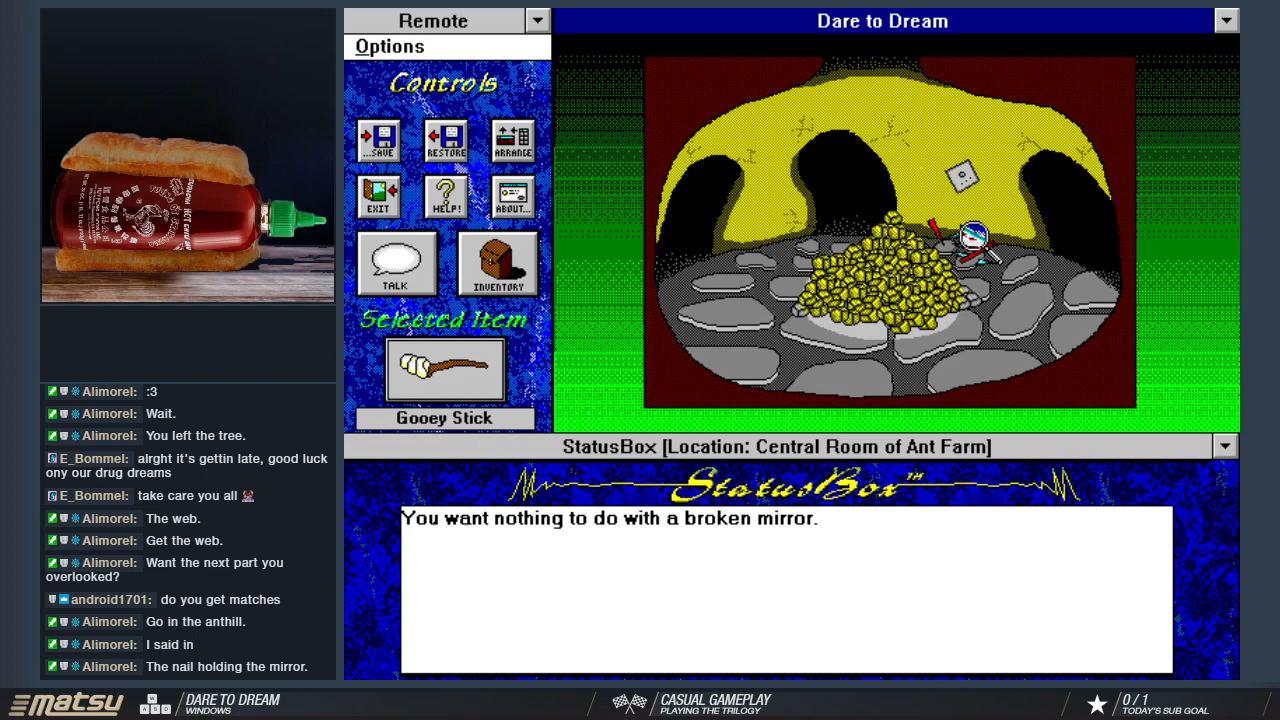 Remote
Dare to Dream
Options
Controls
...SAVE
RESTORE
ARRANGE
EXIT
HELP!
ABOUT...
TALK
INVENTORY
Selected Item
Gooey Stick
StatusBox [Location: Central Room of Ant Farm]
StatusBox™
You want nothing to do with a broken mirror.
Alimorel: :3
Alimorel: Wait.
Alimorel: You left the tree.
E_Bommel: alrght it's gettin late, good luck
ony our drug dreams
E_Bommel: take care you all
Alimorel: The web.
Alimorel: Get the web.
Alimorel: Want the next part you
overlooked?
android1701: do you get matches
Alimorel: Go in the anthill.
Alimorel: I said in
Alimorel: The nail holding the mirror.
matsu
W
A S D
DARE TO DREAM
WINDOWS
CASUAL GAMEPLAY
PLAYING THE TRILOGY
0 / 1
TODAY'S SUB GOAL